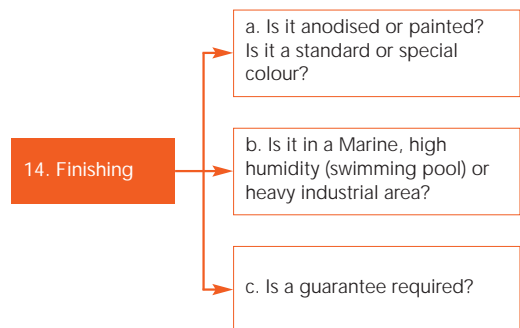 a. Is it anodised or painted?
Is it a standard or special
colour?
14. Finishing
b. Is it in a Marine, high
humidity (swimming pool) or
heavy industrial area?
c. Is a guarantee required?